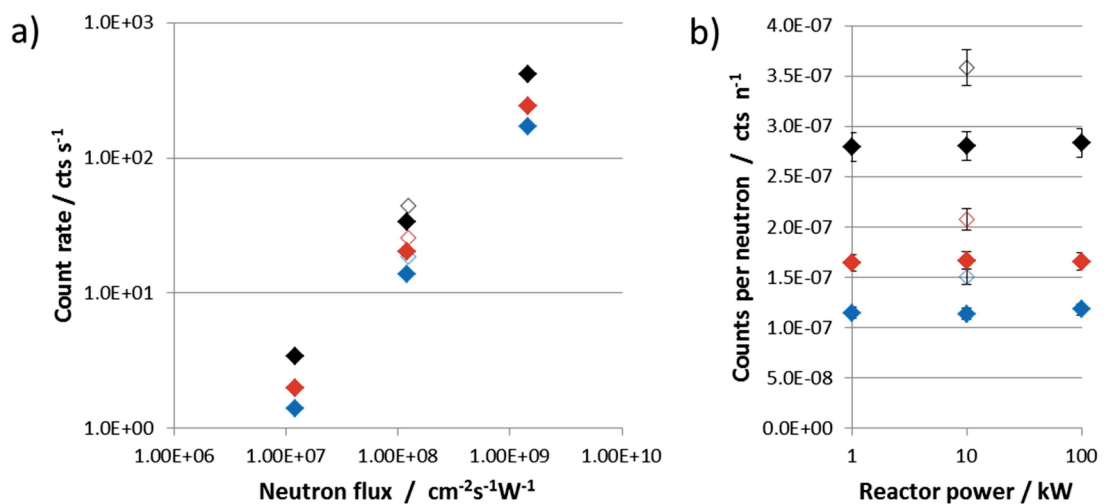 a)
1.0E+03
1.0E+02
1.0E+01
1.0E+00
Count rate / cts s-1
1.00E+06 1.00E+07 1.00E+08 1.00E+09 1.00E+10
Neutron flux / cm-2s-1W-1
b)
4.0E-07
3.5E-07
3.0E-07
2.5E-07
2.0E-07
1.5E-07
1.0E-07
5.0E-08
0.0E+00
Counts per neutron / cts n-1
1 10 100
Reactor power / kW